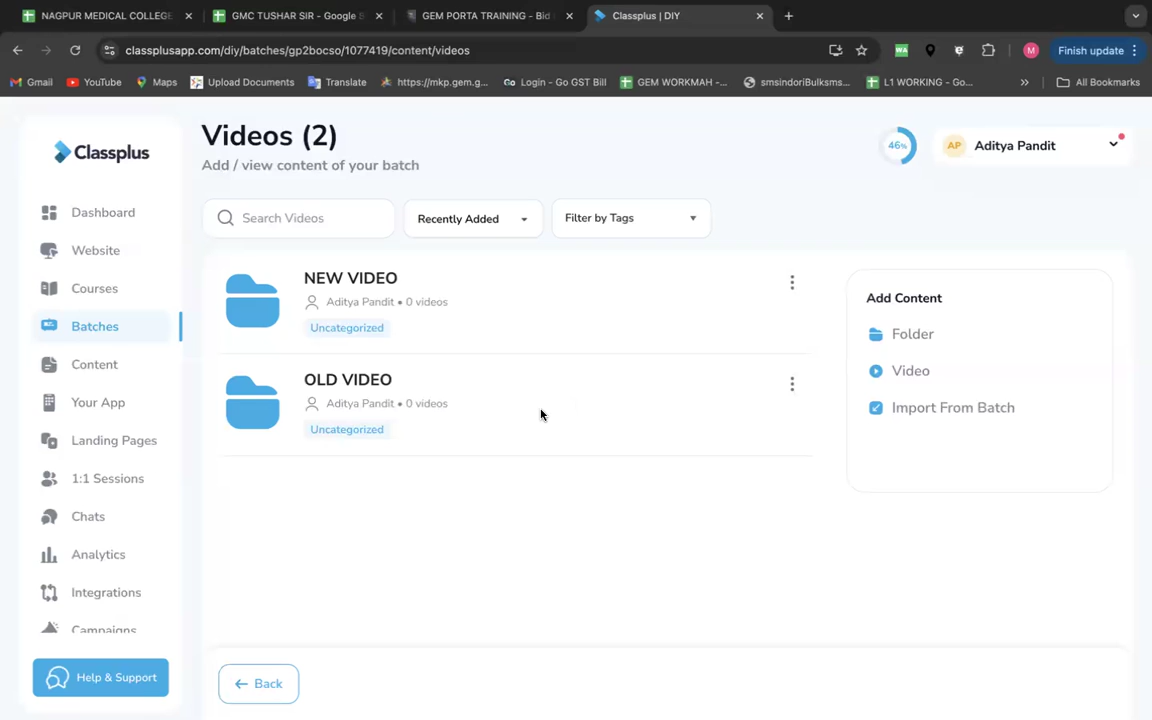 NAGPUR MEDICAL COLLEGE
GMC TUSHAR SIR - Google S
GEM PORTA TRAINING - Bid
Classplus | DIY
classplusapp.com/diy/batches/gp2bocso/1077419/content/videos
M
Finish update
Gmail
YouTube
Maps
Upload Documents
Translate
https://mkp.gem.g...
Login - Go GST Bill
GEM WORKMAH -...
smsindoriBulksms...
L1 WORKING - Go...
All Bookmarks
Classplus
Dashboard
Website
Courses
Batches
Content
Your App
Landing Pages
1:1 Sessions
Chats
Analytics
Integrations
Campaigns
Help & Support
Videos (2)
Add / view content of your batch
46%
AP
Aditya Pandit
Search Videos
Recently Added
Filter by Tags
NEW VIDEO
Aditya Pandit • 0 videos
Uncategorized
OLD VIDEO
Aditya Pandit • 0 videos
Uncategorized
Add Content
Folder
Video
Import From Batch
Back